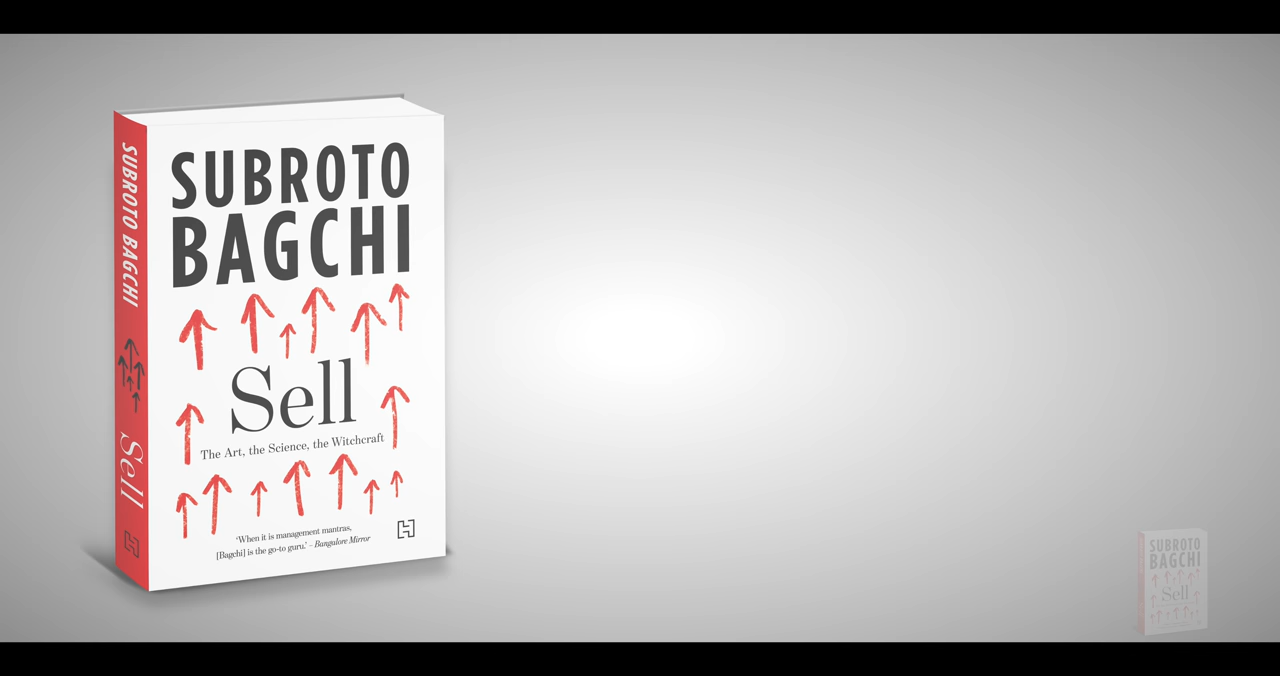 SUBROTO BAGCHI
Sell
SUBROTO
BAGCHI
Sell
The Art, the Science, the Witchcraft
‘When it is management mantras,
[Bagchi] is the go-to guru.’ – Bangalore Mirror
SUBROTO
BAGCHI
Sell